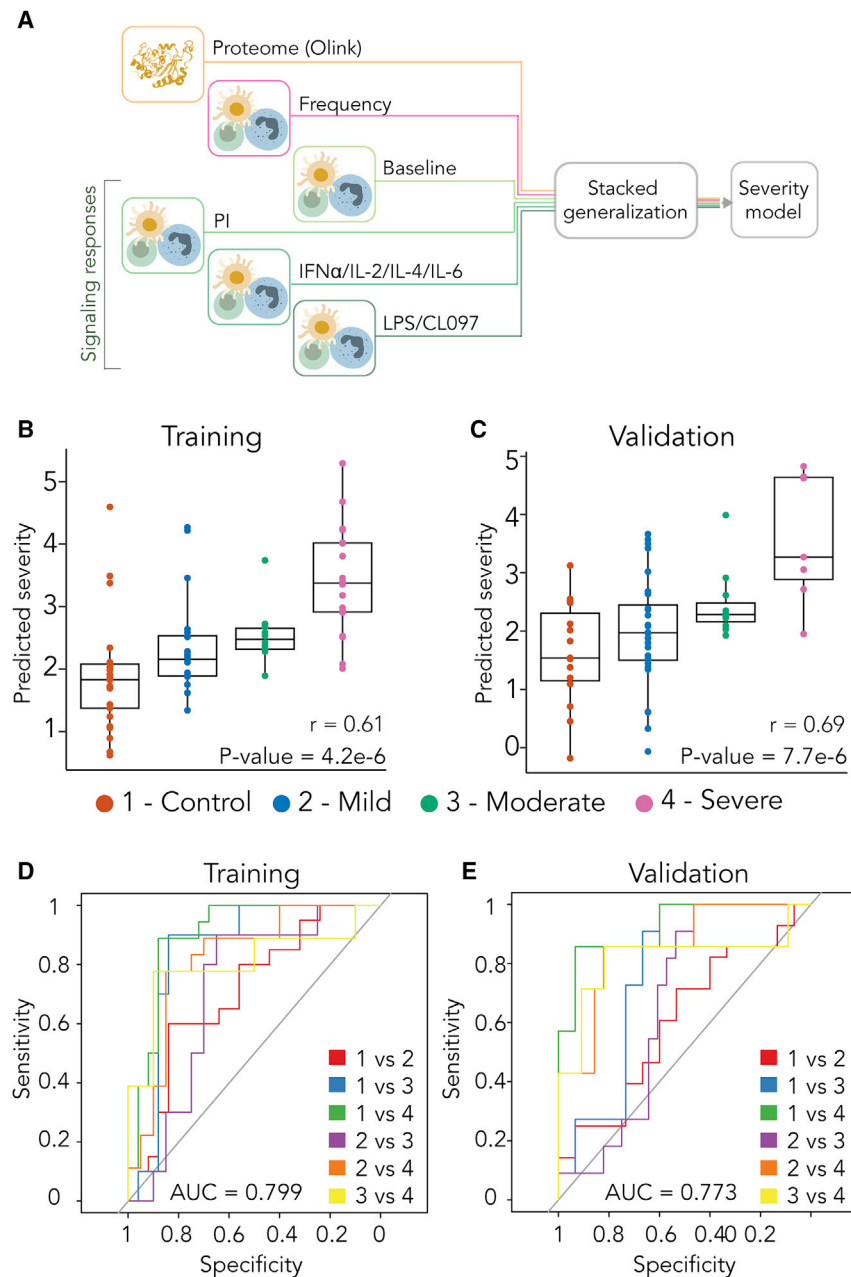 A
Proteome (Olink)
Frequency
Baseline
Signaling responses
PI
IFNα/IL-2/IL-4/IL-6
LPS/CL097
Stacked
generalization
Severity
model
B
Training
Predicted severity
5
4
3
2
1
r = 0.61
P-value = 4.2e-6
C
Validation
Predicted severity
5
4
3
2
1
0
r = 0.69
P-value = 7.7e-6
1 - Control
2 - Mild
3 - Moderate
4 - Severe
D
Training
Sensitivity
1
0.8
0.6
0.4
0.2
0
1 vs 2
1 vs 3
1 vs 4
2 vs 3
2 vs 4
3 vs 4
AUC = 0.799
1 0.8 0.6 0.4 0.2 0
Specificity
E
Validation
Sensitivity
1
0.8
0.6
0.4
0.2
0
1 vs 2
1 vs 3
1 vs 4
2 vs 3
2 vs 4
3 vs 4
AUC = 0.773
1 0.8 0.6 0.40 0.2
Specificity